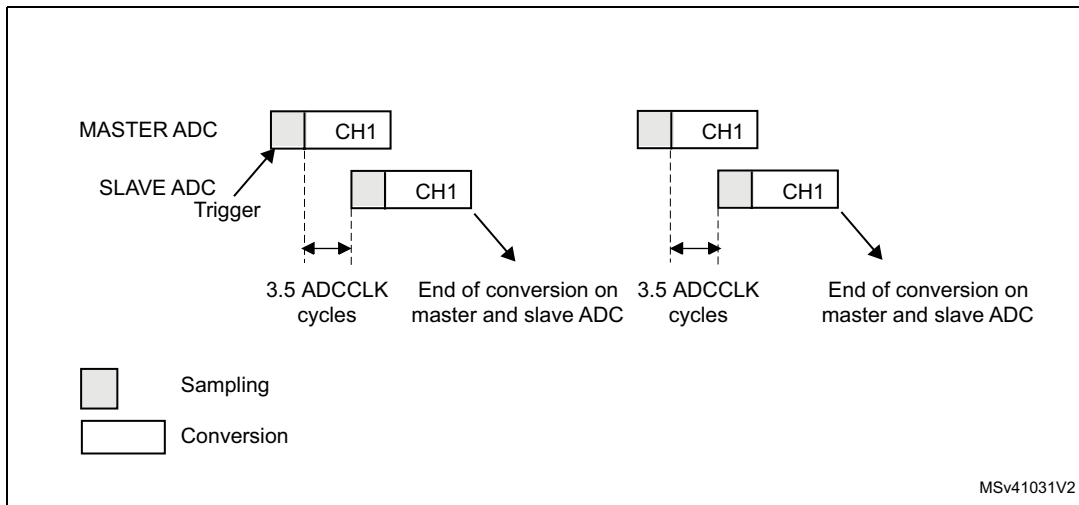 MASTER ADC
CH1
CH1
SLAVE ADC
CH1
CH1
Trigger
3.5 ADCCLK
cycles
End of conversion on
master and slave ADC
3.5 ADCCLK
cycles
End of conversion on
master and slave ADC
Sampling
Conversion
MSv41031V2